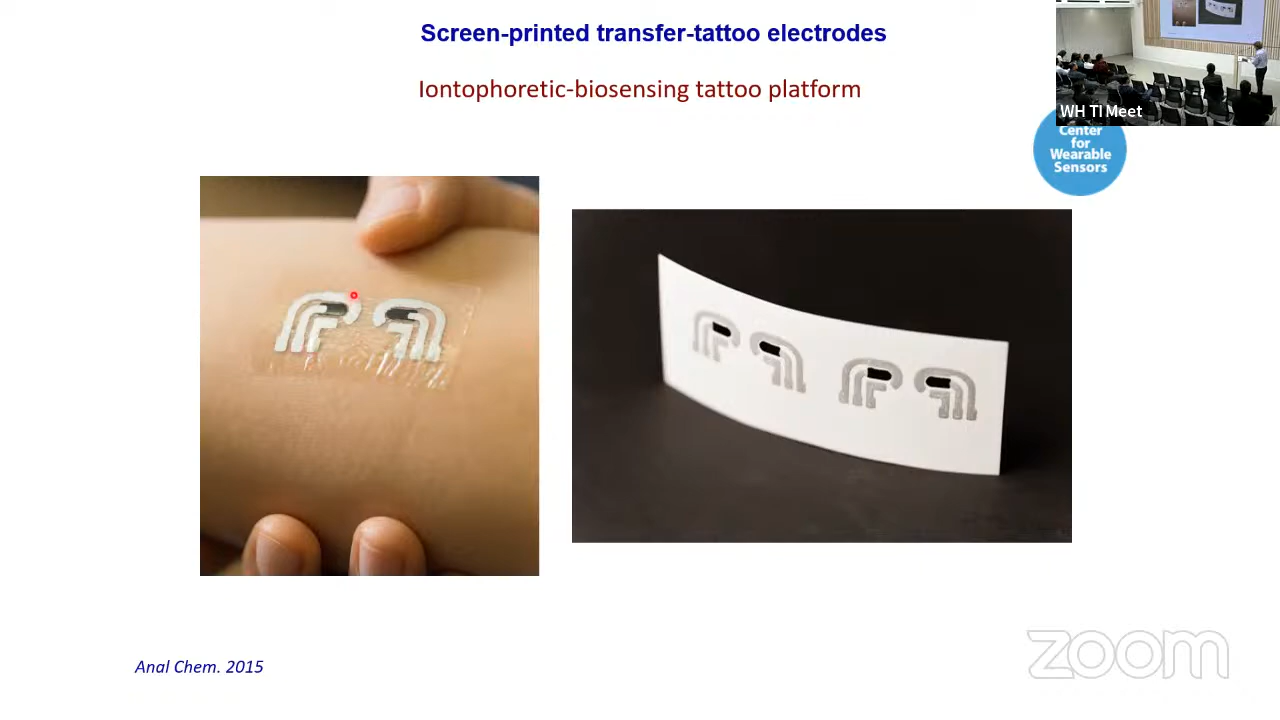 Screen-printed transfer-tattoo electrodes
Iontophoretic-biosensing tattoo platform
WH TI Meet
Center
for
Wearable
Sensors
Anal Chem. 2015
zoom